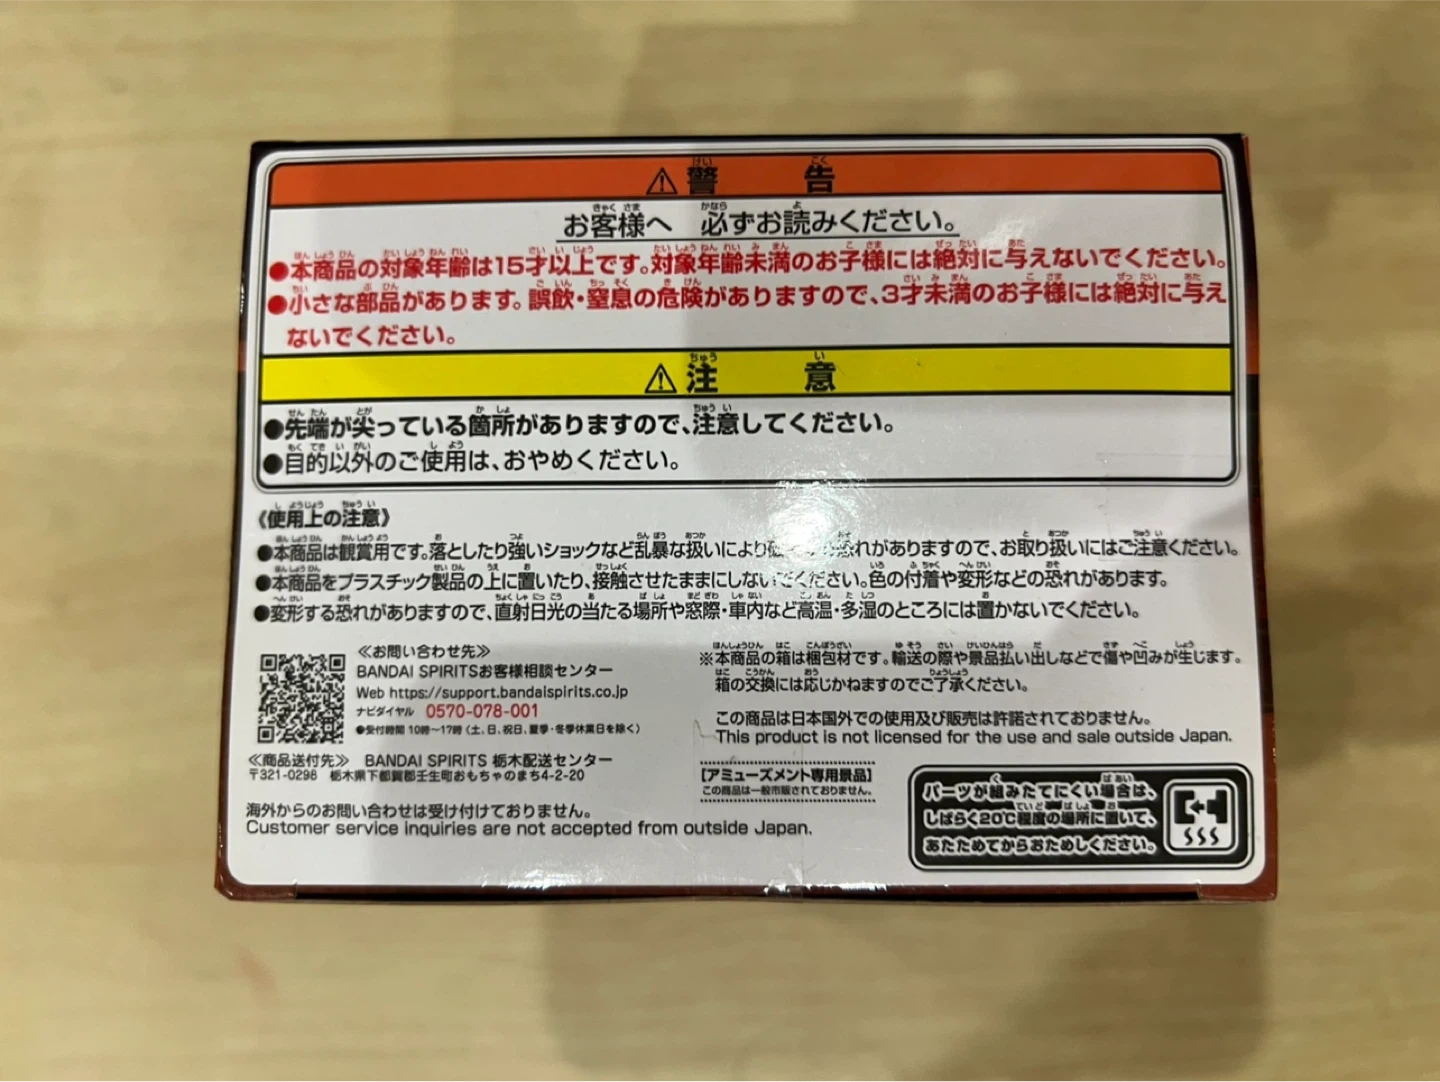 ⚠警告
お客様へ 必ずお読みください。
●本商品の対象年齢は15才以上です。対象年齢未満のお子様には絶対に与えないでください。
●小さな部品があります。誤飲・窒息の危険がありますので、3才未満のお子様には絶対に与え
ないでください。
⚠注意
●先端が尖っている箇所がありますので、注意してください。
●目的以外のご使用は、おやめください。
《使用上の注意》
●本商品は観賞用です。落としたり強いショックなど乱暴な扱いにより 恐れがありますので、お取り扱いにはご注意ください。
●本商品をプラスチック製品の上に置いたり、接触させたままにしないでください。色の付着や変形などの恐れがあります。
●変形する恐れがありますので、直射日光の当たる場所や窓際・車内など高温・多湿のところには置かないでください。
≪お問い合わせ先≫
BANDAI SPIRITSお客様相談センター
Web https://support.bandaispirits.co.jp
ナビダイヤル 0570-078-001
●受付時間 10時〜17時(土、日、祝日、夏季・冬季休業日を除く)
≪商品送付先≫ BANDAI SPIRITS 栃木配送センター
〒321-0298 栃木県下都賀郡壬生町おもちゃのまち4-2-20
海外からのお問い合わせは受け付けておりません。
Customer service inquiries are not accepted from outside Japan.
※本商品の箱は梱包材です。輸送の際や景品払い出しなどで傷や凹みが生じます。
箱の交換には応じかねますのでご了承ください。
この商品は日本国外での使用及び販売は許諾されておりません。
This product is not licensed for the use and sale outside Japan.
【アミューズメント専用景品】
この商品は一般市販されておりません。
パーツが組みたてにくい場合は、
しばらく20℃程度の場所に置いて、
あたためてからおためしください。